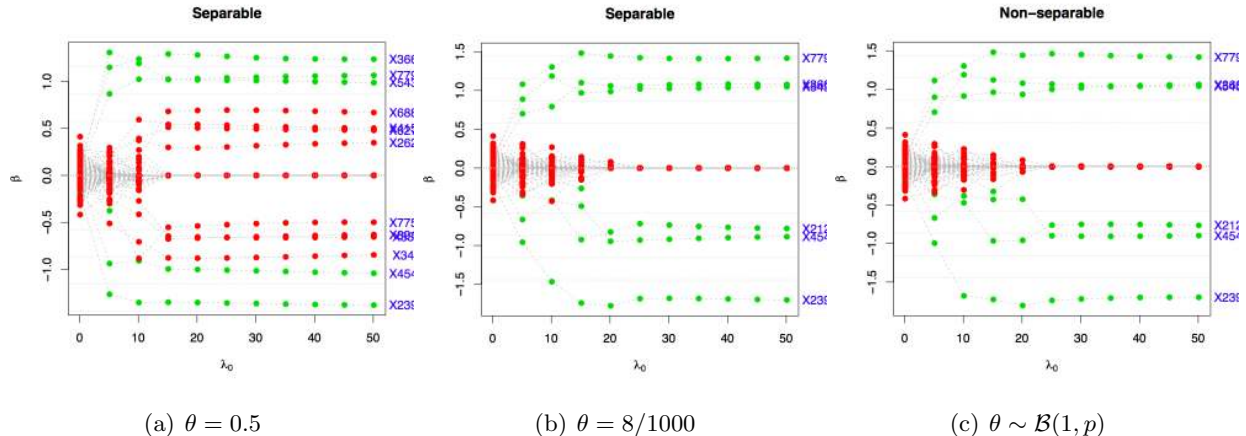 Separable
Separable
Non-separable
β
1.0
0.5
0.0
−0.5
−1.0
X779
X543
X688
X262
X775
X34
X454
X239
0
10
20
30
40
50
λ0
β
1.5
1.0
0.5
0.0
−0.5
−1.0
−1.5
X779
X212
X454
X239
0
10
20
30
40
50
λ0
β
1.5
1.0
0.5
0.0
−0.5
−1.0
−1.5
X779
X212
X454
X239
0
10
20
30
40
50
λ0
(a) θ = 0.5
(b) θ = 8/1000
(c) θ ∼ B(1, p)